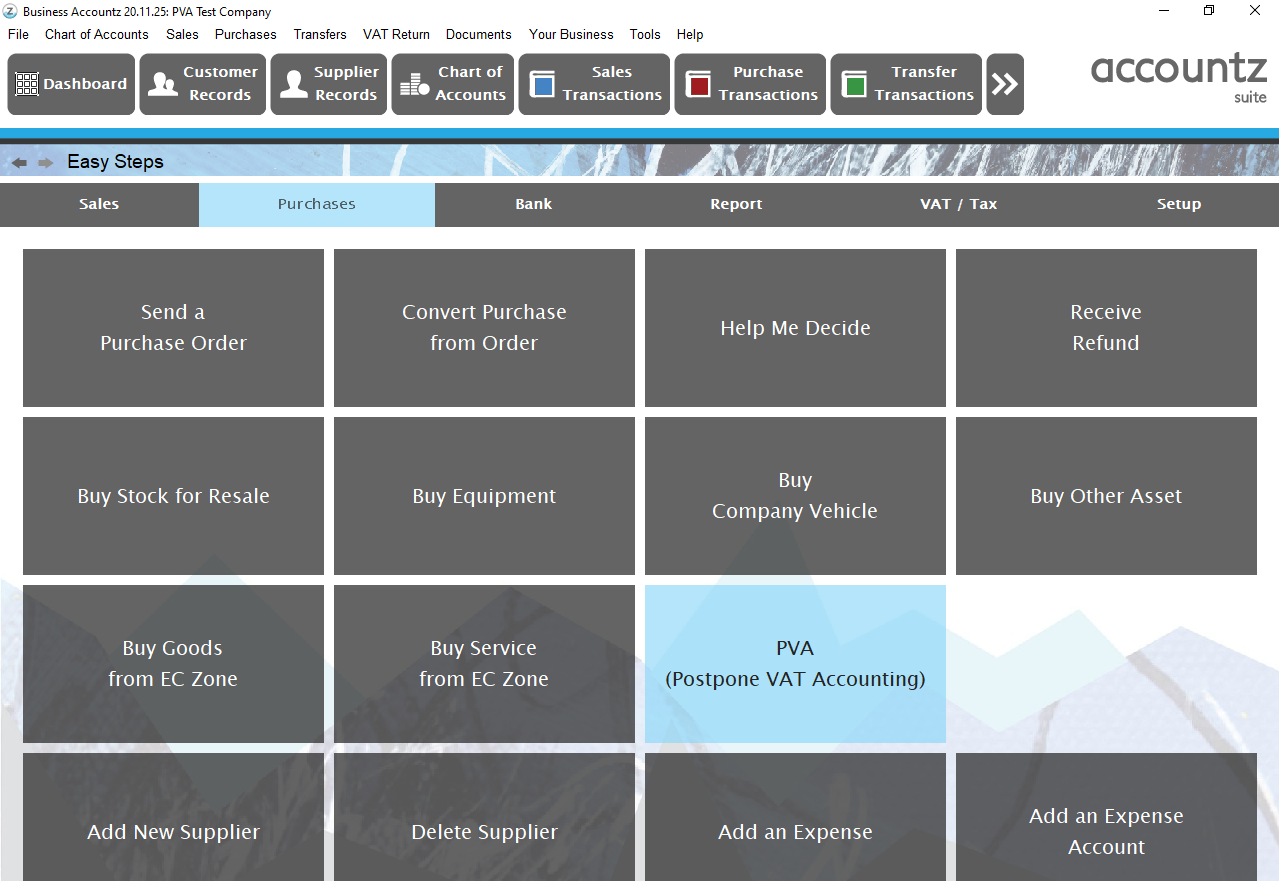 Business Accountz 20.11.25: PVA Test Company
File Chart of Accounts Sales Purchases Transfers VAT Return Documents Your Business Tools Help
Dashboard
Customer
Records
Supplier
Records
Chart of
Accounts
Sales
Transactions
Purchase
Transactions
Transfer
Transactions
accountz
suite
Easy Steps
Sales Purchases Bank Report VAT / Tax Setup
Send a
Purchase Order
Convert Purchase
from Order
Help Me Decide
Receive
Refund
Buy Stock for Resale
Buy Equipment
Buy
Company Vehicle
Buy Other Asset
Buy Goods
from EC Zone
Buy Service
from EC Zone
PVA
(Postpone VAT Accounting)
Add New Supplier
Delete Supplier
Add an Expense
Add an Expense
Account